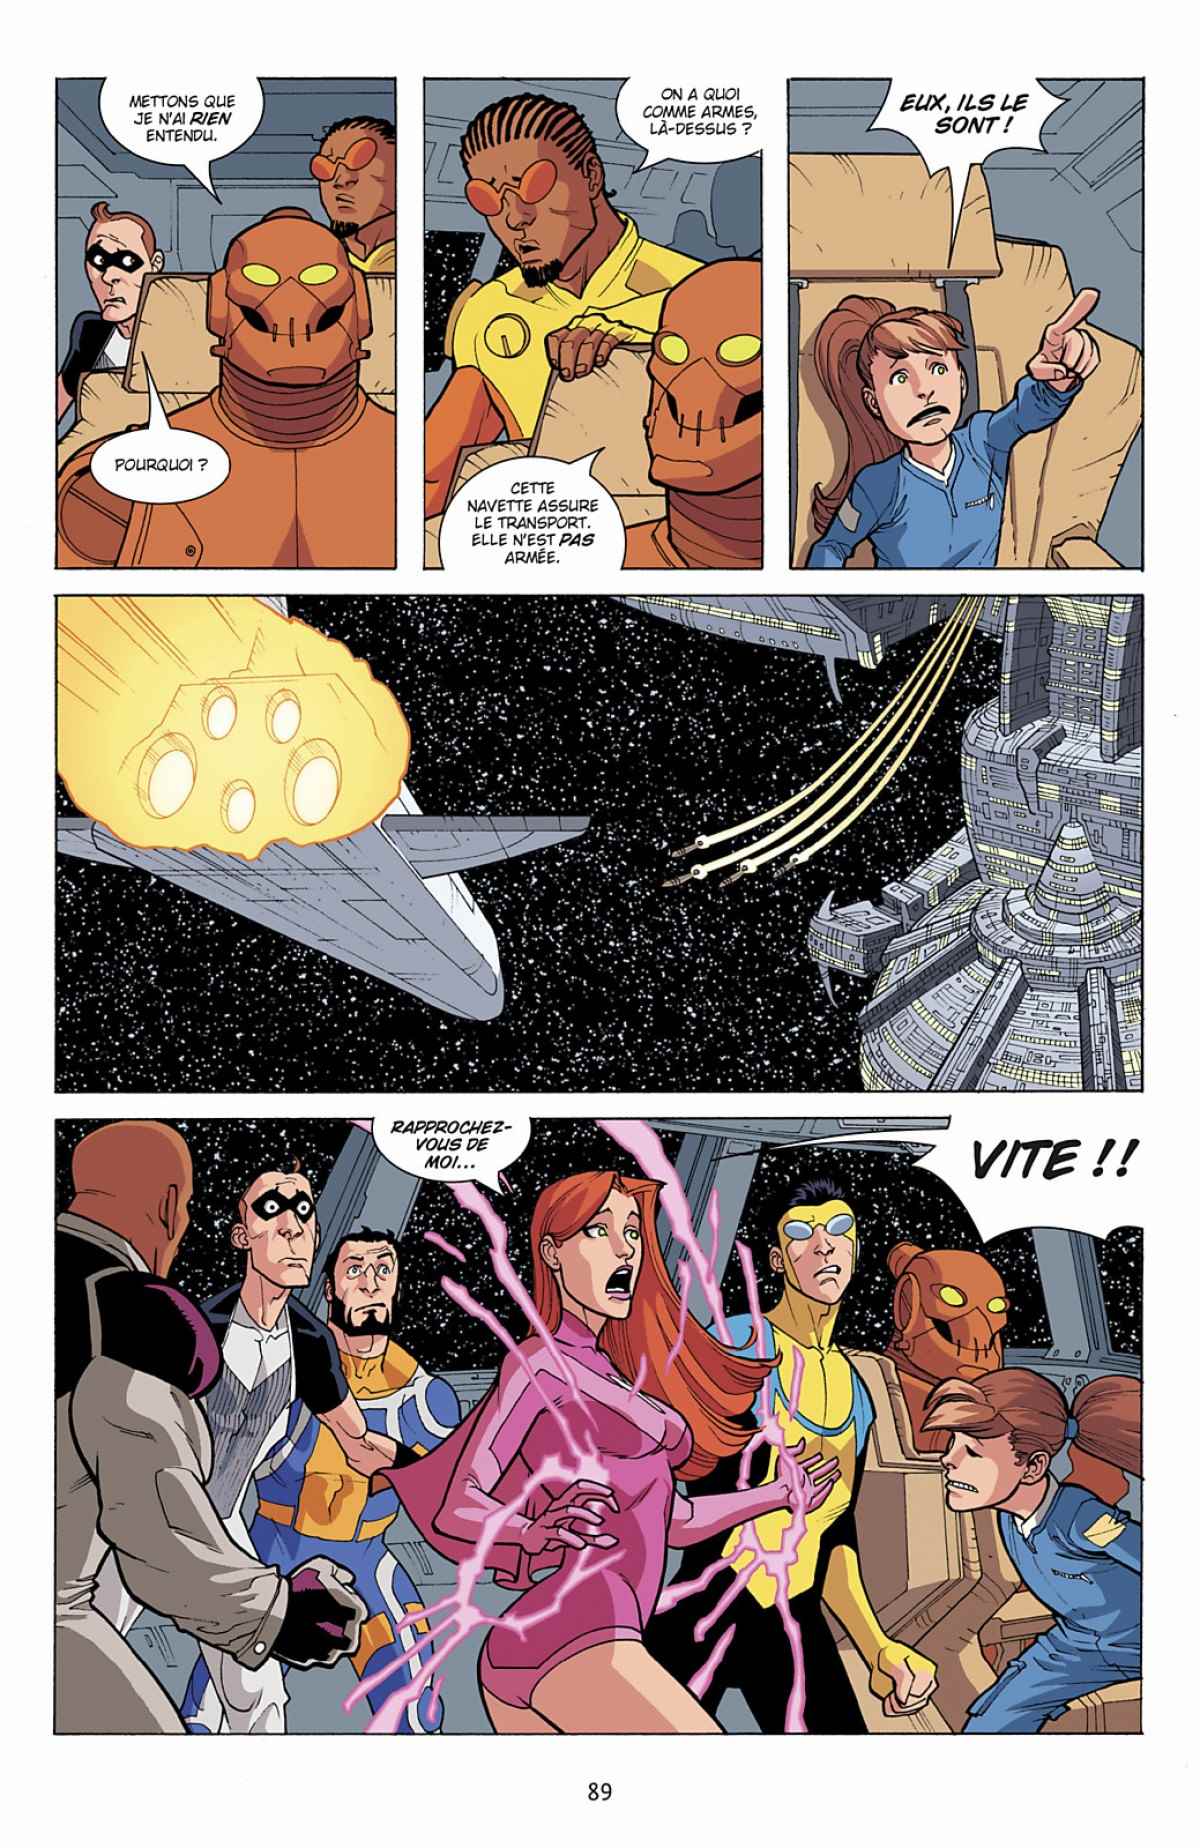 METTONS QUE
JE N'AI RIEN
ENTENDU.
POURQUOI ?
ON A QUOI
COMME ARMES,
LÀ-DESSUS ?
CETTE
NAVETTE ASSURE
LE TRANSPORT.
ELLE N'EST PAS
ARMÉE.
EUX, ILS LE
SONT !
RAPPROCHEZ-
VOUS DE
MOI...
VITE !!
89